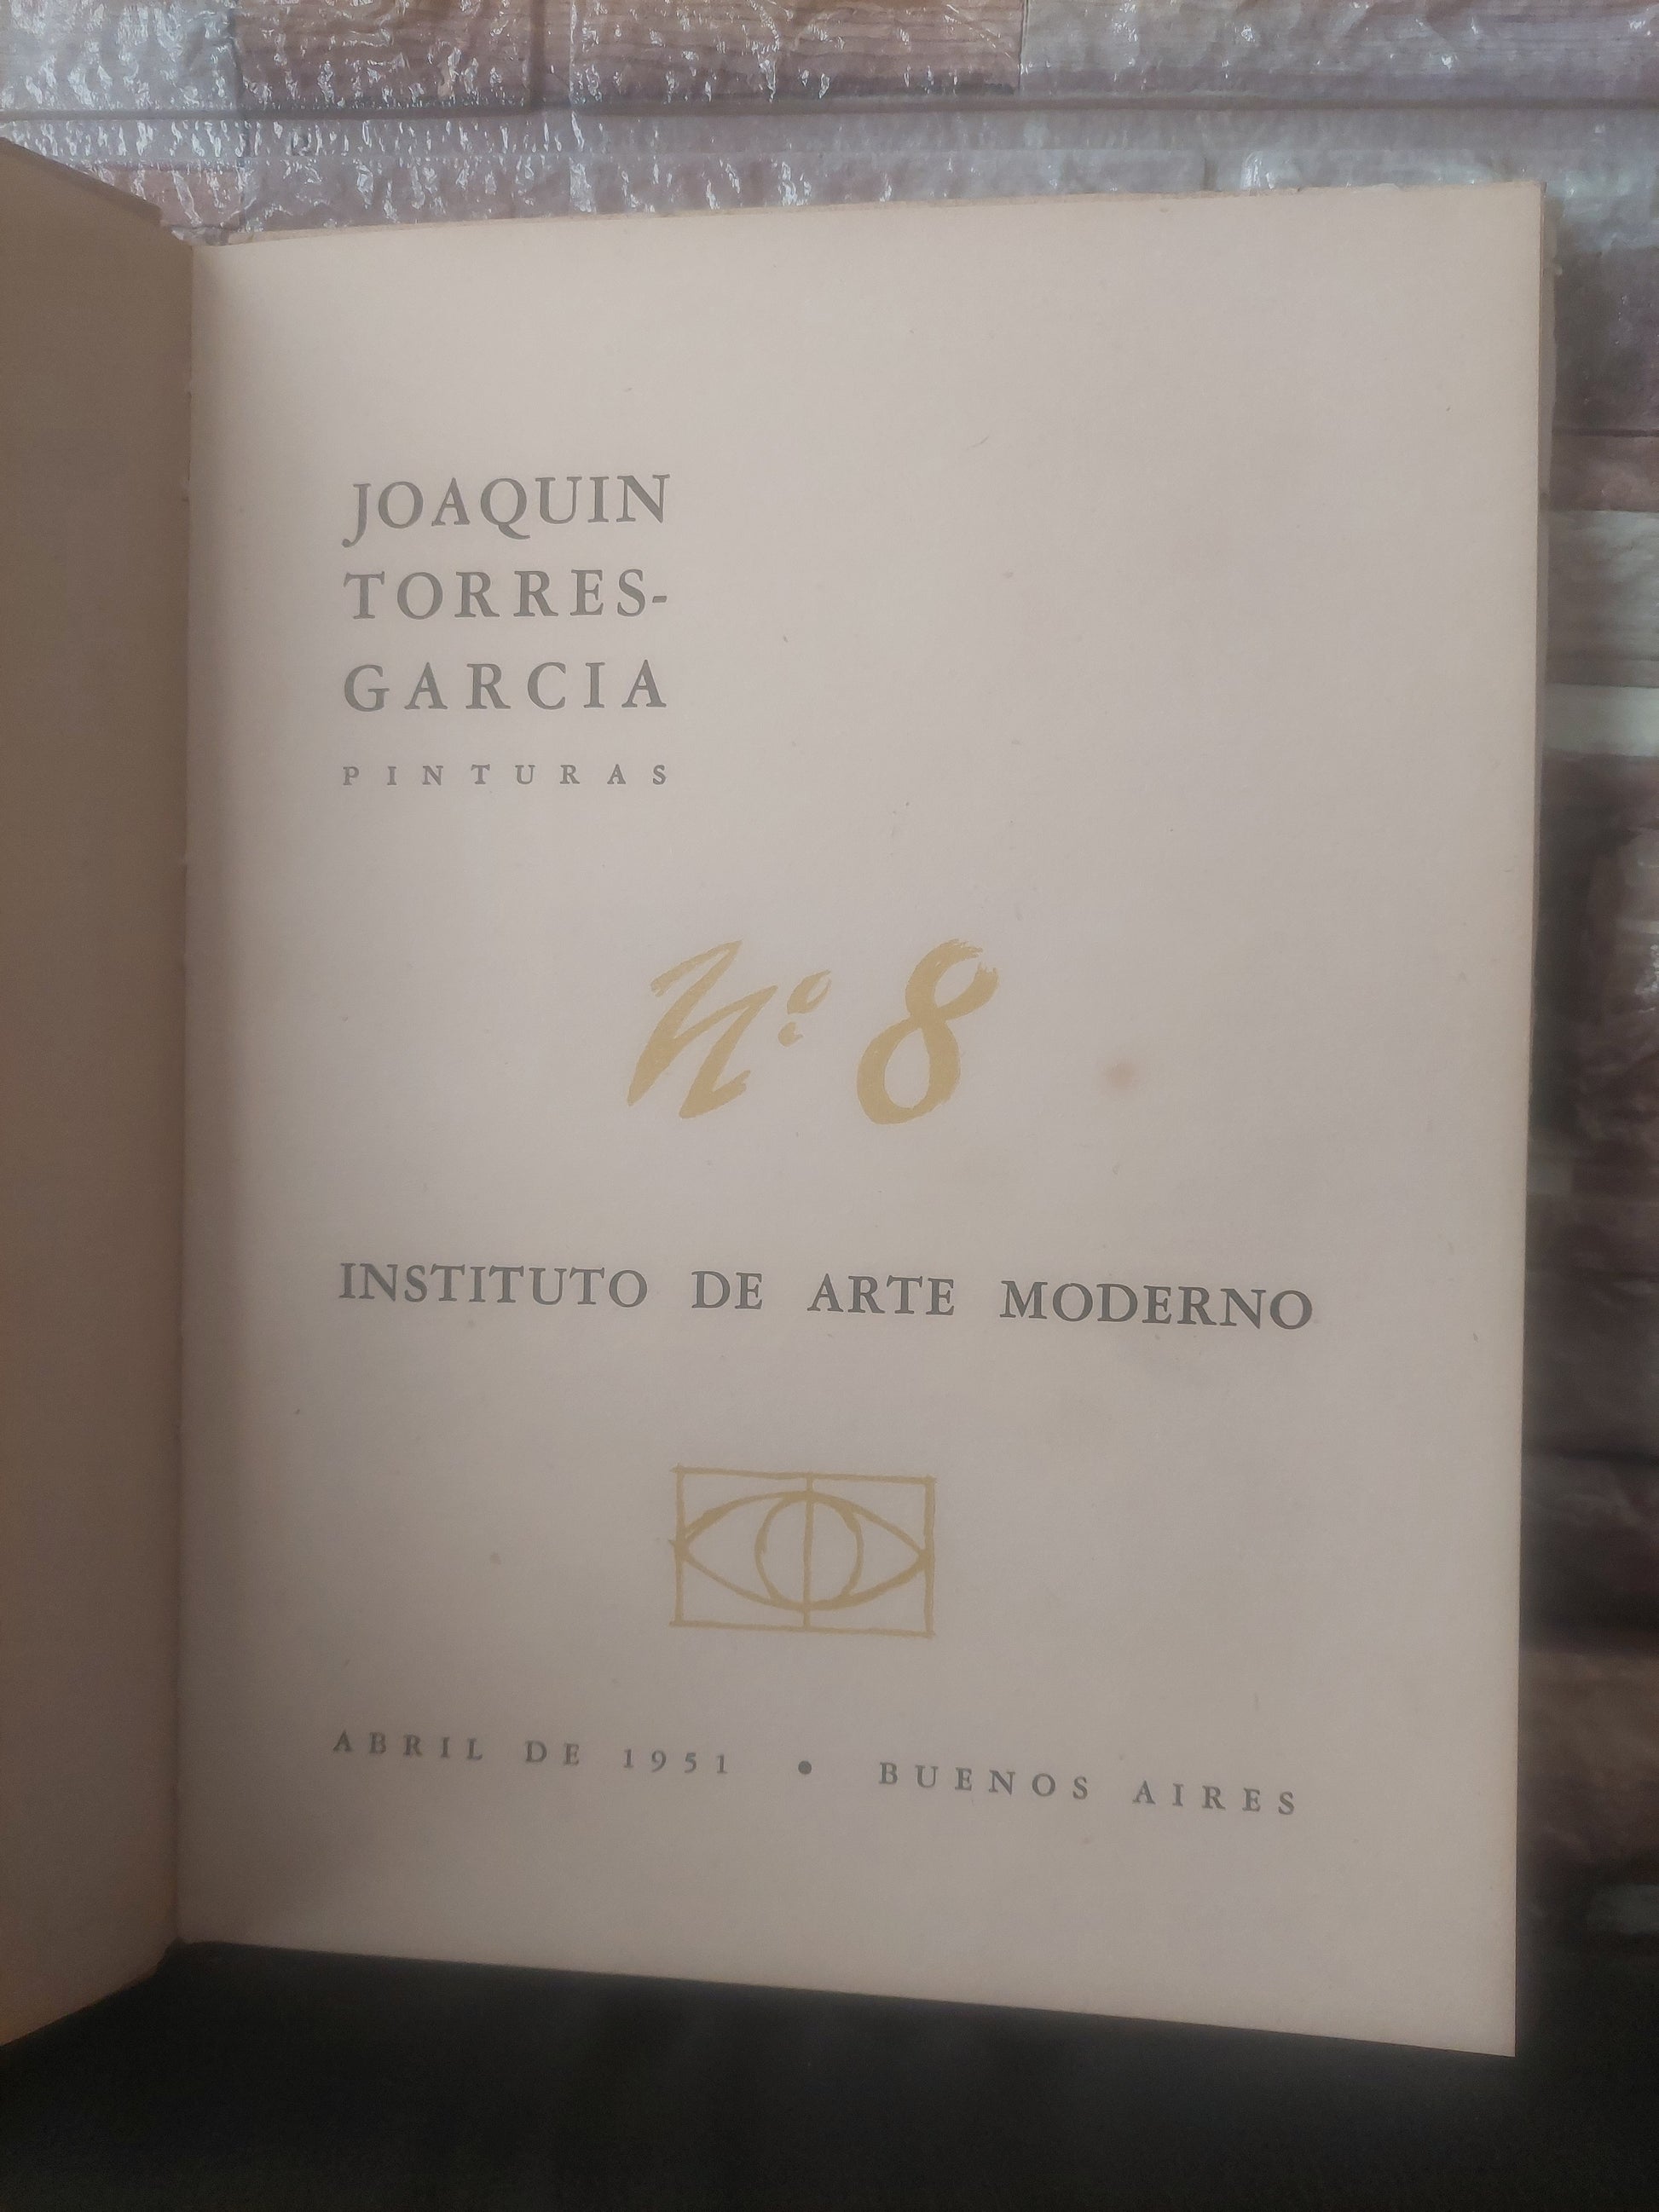 JOAQUIN
TORRES-
GARCIA
PINTURAS
Nº 8
INSTITUTO DE ARTE MODERNO
ABRIL DE 1951 • BUENOS AIRES